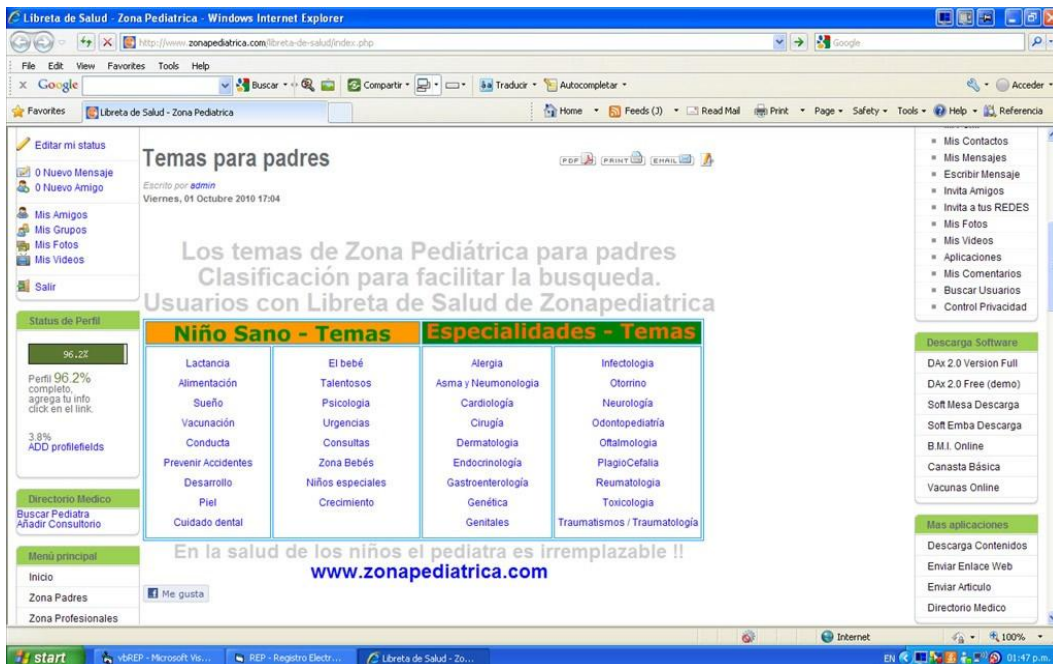 Libreta de Salud - Zona Pediatrica - Windows Internet Explorer
http://www.zonapediatrica.com/libreta-de-salud/index.php
Google
File Edit View Favorites Tools Help
x Google Buscar Compartir Traducir Autocompletar Acceder
Favorites Libreta de Salud - Zona Pediatrica Home Feeds (J) Read Mail Print Page Safety Tools Help Referencia
Editar mi status
0 Nuevo Mensaje
0 Nuevo Amigo
Mis Amigos
Mis Grupos
Mis Fotos
Mis Videos
Salir
Status de Perfil
96.2%
Perfil 96.2%
completo,
agrega tu info
click en el link.
3.8%
ADD profilefields
Directorio Medico
Buscar Pediatra
Añadir Consultorio
Menú principal
Inicio
Zona Padres
Zona Profesionales
Temas para padres
PDF PRINT EMAIL
Escrito por admin
Viernes, 01 Octubre 2010 17:04
Los temas de Zona Pediátrica para padres
Clasificación para facilitar la busqueda.
Usuarios con Libreta de Salud de Zonapediatrica
Niño Sano - Temas Especialidades - Temas
Lactancia El bebé Alergia Infectologia
Alimentación Talentosos Asma y Neumonologia Otorrino
Sueño Psicologia Cardiología Neurología
Vacunación Urgencias Cirugía Odontopediatría
Conducta Consultas Dermatologia Oftalmologia
Prevenir Accidentes Zona Bebés Endocrinología PlagioCefalia
Desarrollo Niños especiales Gastroenterología Reumatologia
Piel Crecimiento Genética Toxicologia
Cuidado dental Genitales Traumatismos / Traumatología
En la salud de los niños el pediatra es irremplazable !!
www.zonapediatrica.com
Me gusta
Mis Contactos
Mis Mensajes
Escribir Mensaje
Invita Amigos
Invita a tus REDES
Mis Fotos
Mis Videos
Aplicaciones
Mis Comentarios
Buscar Usuarios
Control Privacidad
Descarga Software
DAx 2.0 Version Full
DAx 2.0 Free (demo)
Soft Mesa Descarga
Soft Emba Descarga
B.M.I. Online
Canasta Básica
Vacunas Online
Mas aplicaciones
Descarga Contenidos
Enviar Enlace Web
Enviar Articulo
Directorio Medico
Internet 100%
start vbREP - Microsoft Vis... REP - Registro Electr... Libreta de Salud - Zo... EN 01:47 p.m.